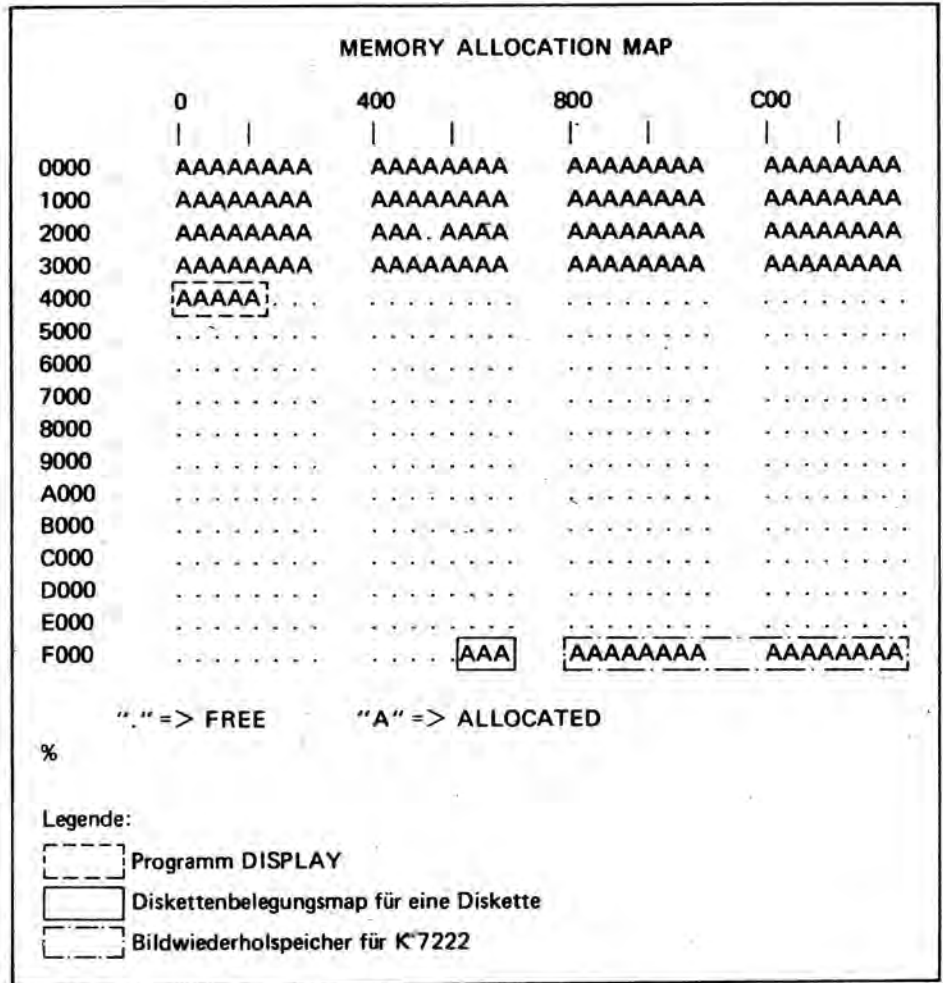 MEMORY ALLOCATION MAP
0 400 800 C00
| | | | | | | |
0000 AAAAAAAA AAAAAAAA AAAAAAAA AAAAAAAA
1000 AAAAAAAA AAAAAAAA AAAAAAAA AAAAAAAA
2000 AAAAAAAA AAA.AAAA AAAAAAAA AAAAAAAA
3000 AAAAAAAA AAAAAAAA AAAAAAAA AAAAAAAA
4000 AAAAA... ........ ........ ........
5000 ........ ........ ........ ........
6000 ........ ........ ........ ........
7000 ........ ........ ........ ........
8000 ........ ........ ........ ........
9000 ........ ........ ........ ........
A000 ........ ........ ........ ........
B000 ........ ........ ........ ........
C000 ........ ........ ........ ........
D000 ........ ........ ........ ........
E000 ........ ........ ........ ........
F000 ........ .....AAA AAAAAAAA AAAAAAAA
"." => FREE "A" => ALLOCATED
%
Legende:
Programm DISPLAY
Diskettenbelegungsmap für eine Diskette
Bildwiederholspeicher für K 7222